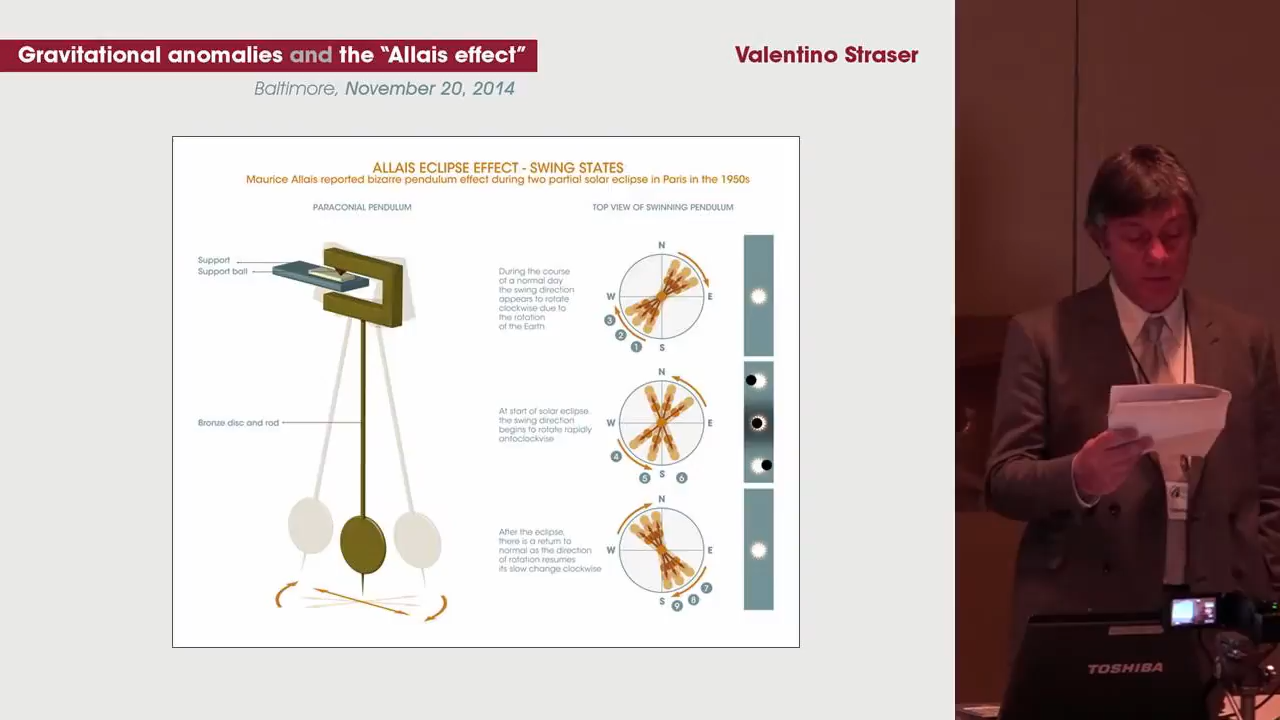 Gravitational anomalies and the “Allais effect”
Valentino Straser
Baltimore, November 20, 2014
ALLAIS ECLIPSE EFFECT - SWING STATES
Maurice Allais reported bizarre pendulum effect during two partial solar eclipse in Paris in the 1950s
PARACONIAL PENDULUM
TOP VIEW OF SWINNING PENDULUM
Support
Support ball
Bronze disc and rod
During the course
of a normal day
the swing direction
appears to rotate
clockwise due to
the rotation
of the Earth
N
W
E
S
3
2
1
At start of solar eclipse,
the swing direction
begins to rotate rapidly
antoclockwise
N
W
E
S
4
5
6
After the eclipse,
there is a return to
normal as the direction
of rotation resumes
its slow change clockwise
N
W
E
S
7
8
9
TOSHIBA